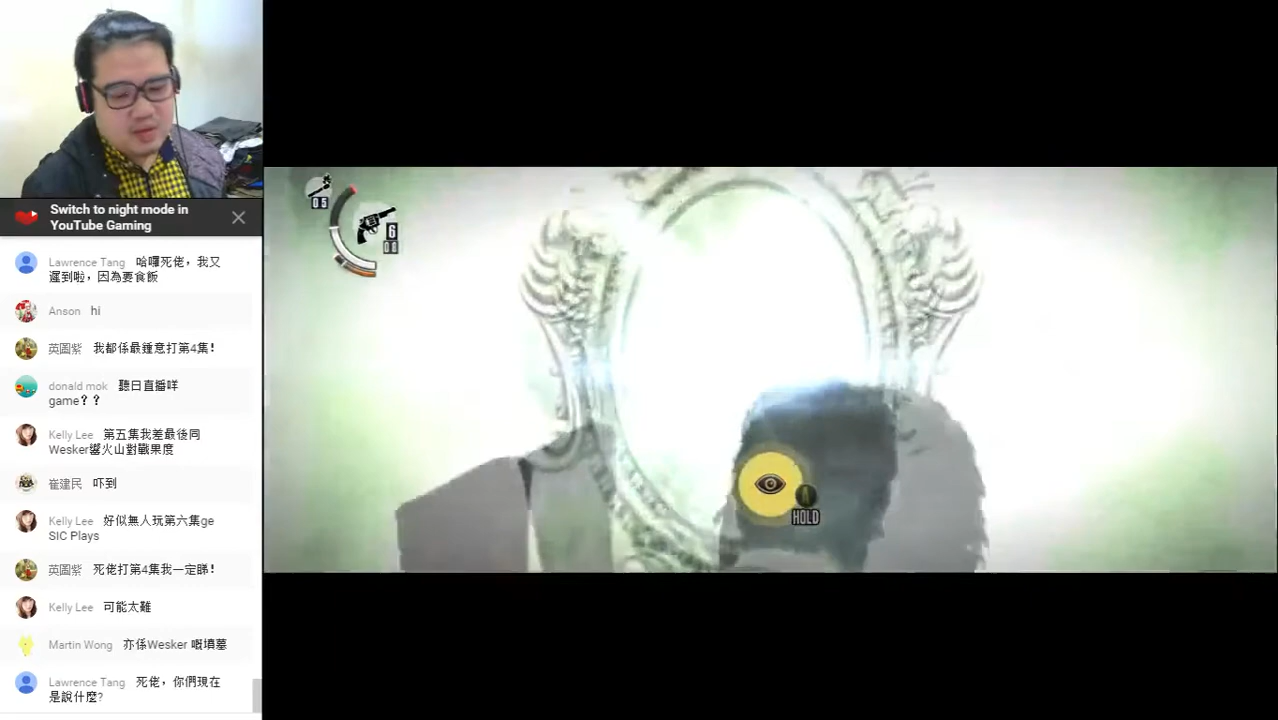 Switch to night mode in
YouTube Gaming
Lawrence Tang 哈囉死佬，我又
遲到啦，因為要食飯
Anson hi
英圖紫 我都係最鍾意打第4集！
donald mok 聽日直播咩
game？？
Kelly Lee 第五集我差最後同
Wesker響火山對戰果度
崔建民 吓到
Kelly Lee 好似無人玩第六集ge
SIC Plays
英圖紫 死佬打第4集我一定睇！
Kelly Lee 可能太難
Martin Wong 亦係Wesker 嘅墳墓
Lawrence Tang 死佬，你們現在
是說什麼?
05
6
08
A
HOLD